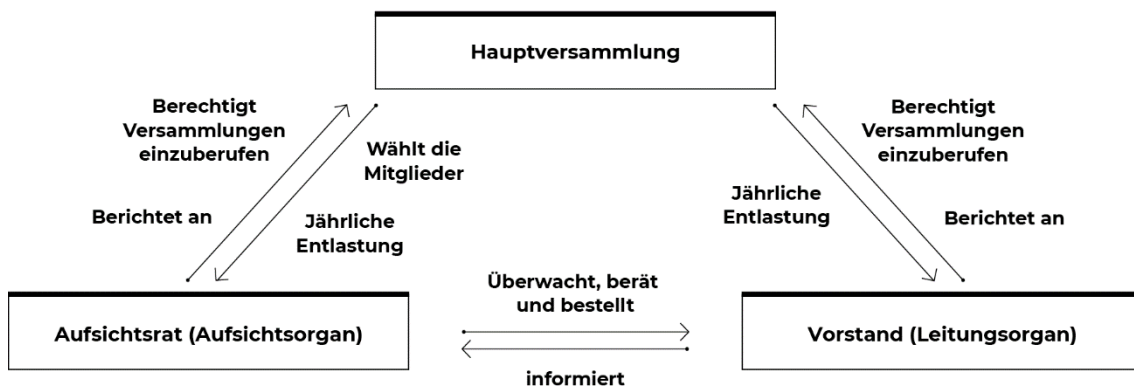 Hauptversammlung
Berechtigt
Versammlungen
einzuberufen
Wählt die
Mitglieder
Berichtet an
Jährliche
Entlastung
Berechtigt
Versammlungen
einzuberufen
Jährliche
Entlastung
Berichtet an
Überwacht, berät
und bestellt
Aufsichtsrat (Aufsichtsorgan)
Vorstand (Leitungsorgan)
informiert